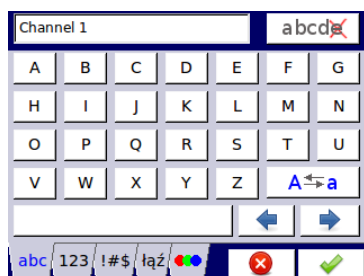 Channel 1 abcde
A B C D E F G
H I J K L M N
O P Q R S T U
V W X Y Z A a
abc 123 !#$ łąź